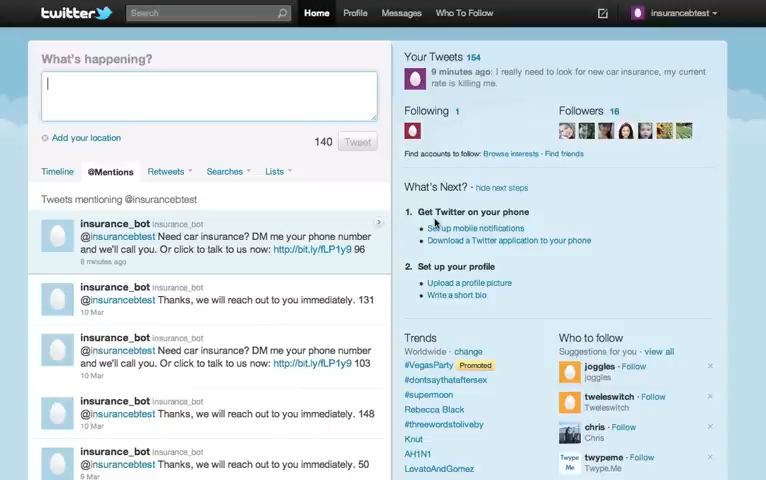 twitter Search Home Profile Messages Who To Follow insurancebtest
What's happening?
Add your location 140 Tweet
Timeline @Mentions Retweets Searches Lists
Tweets mentioning @insurancebtest
insurance_bot insurance_bot
@insurancebtest Need car insurance? DM me your phone number
and we'll call you. Or click to talk to us now: http://bit.ly/fLP1y9 96
8 minutes ago
insurance_bot insurance_bot
@insurancebtest Thanks, we will reach out to you immediately. 131
10 Mar
insurance_bot insurance_bot
@insurancebtest Need car insurance? DM me your phone number
and we'll call you. Or click to talk to us now: http://bit.ly/fLP1y9 103
10 Mar
insurance_bot insurance_bot
@insurancebtest Thanks, we will reach out to you immediately. 148
10 Mar
insurance_bot insurance_bot
@insurancebtest Thanks, we will reach out to you immediately. 50
9 Mar
Your Tweets 154
9 minutes ago: I really need to look for new car insurance, my current
rate is killing me.
Following 1 Followers 16
Find accounts to follow: Browse interests · Find friends
What's Next? · hide next steps
1. Get Twitter on your phone
• Set up mobile notifications
• Download a Twitter application to your phone
2. Set up your profile
• Upload a profile picture
• Write a short bio
Trends
Worldwide · change
#VegasParty Promoted
#dontsaythataftersex
#supermoon
Rebecca Black
#threewordstoliveby
Knut
AH1N1
LovatoAndGomez
Who to follow
Suggestions for you · view all
joggles · Follow
joggles
tweleswitch · Follow
Tweleswitch
chris · Follow
Chris
twypeme · Follow
Twype.Me
Twype
Me